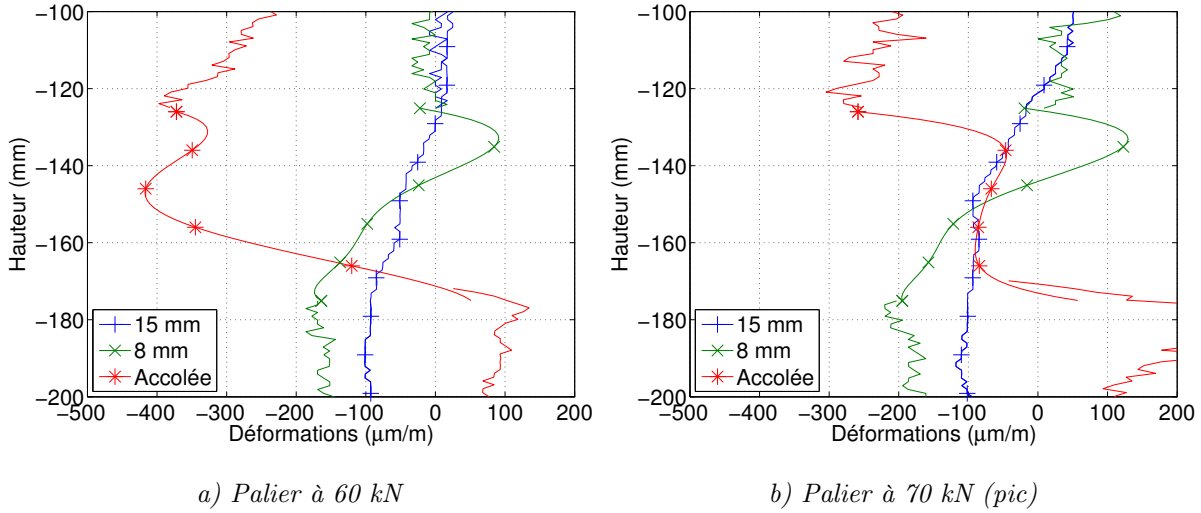 −100
−120
−140
−160
−180
−200
−500 −400 −300 −200 −100 0 100 200
Hauteur (mm)
Déformations (μm/m)
15 mm
8 mm
Accolée
a) Palier à 60 kN
−100
−120
−140
−160
−180
−200
−500 −400 −300 −200 −100 0 100 200
Hauteur (mm)
Déformations (μm/m)
15 mm
8 mm
Accolée
b) Palier à 70 kN (pic)